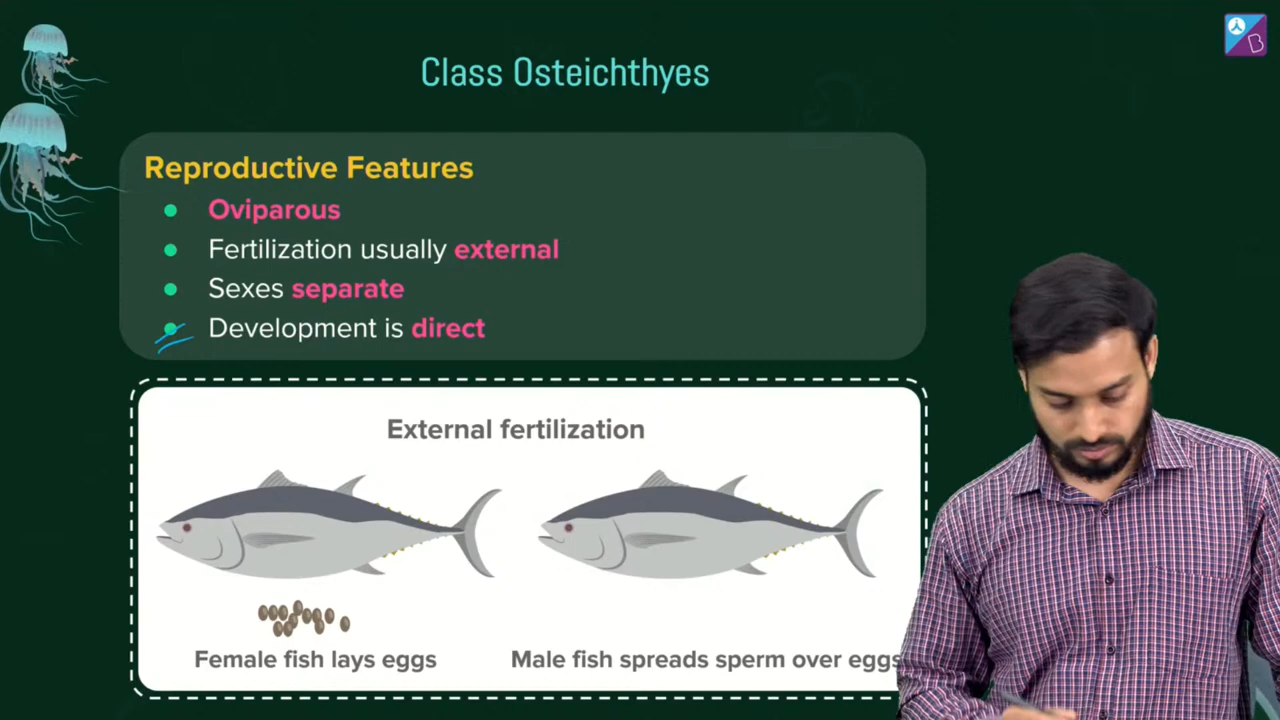 Class Osteichthyes
Reproductive Features
Oviparous
Fertilization usually external
Sexes separate
Development is direct
External fertilization
Female fish lays eggs
Male fish spreads sperm over eggs
B